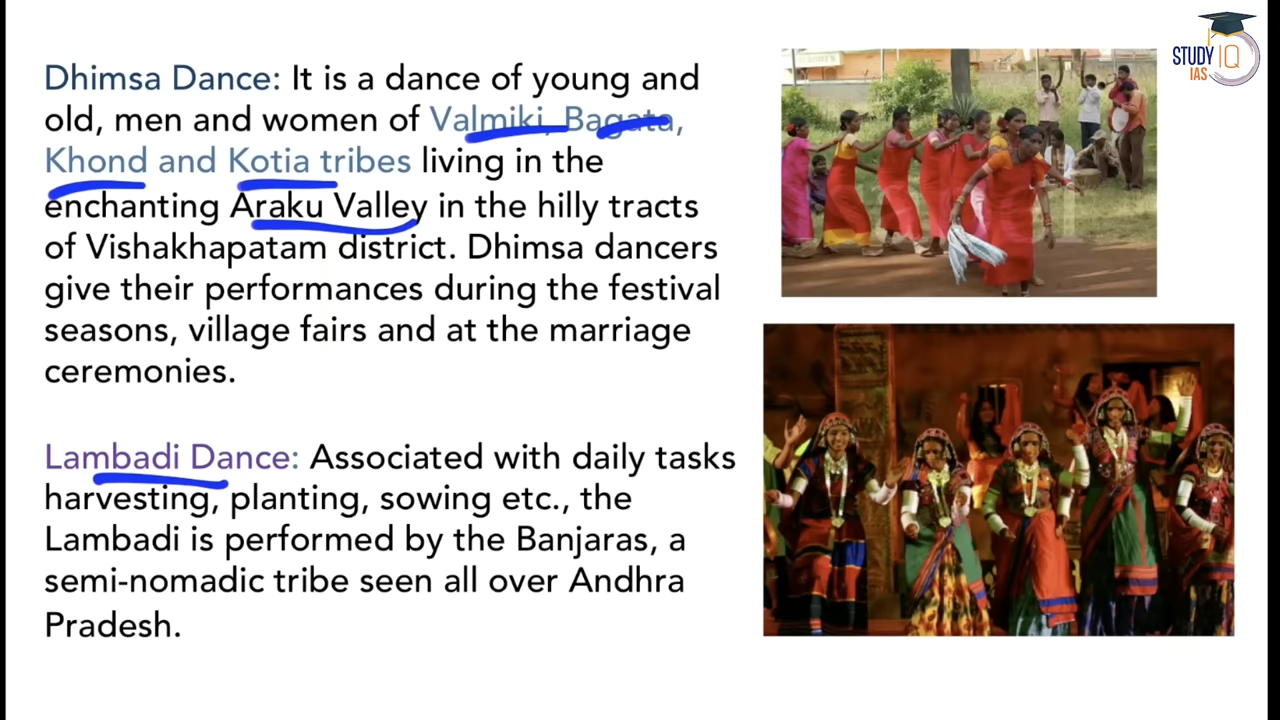 Dhimsa Dance: It is a dance of young and
old, men and women of Valmiki, Bagata,
Khond and Kotia tribes living in the
enchanting Araku Valley in the hilly tracts
of Vishakhapatam district. Dhimsa dancers
give their performances during the festival
seasons, village fairs and at the marriage
ceremonies.
Lambadi Dance: Associated with daily tasks
harvesting, planting, sowing etc., the
Lambadi is performed by the Banjaras, a
semi-nomadic tribe seen all over Andhra
Pradesh.
STUDY IQ
IAS